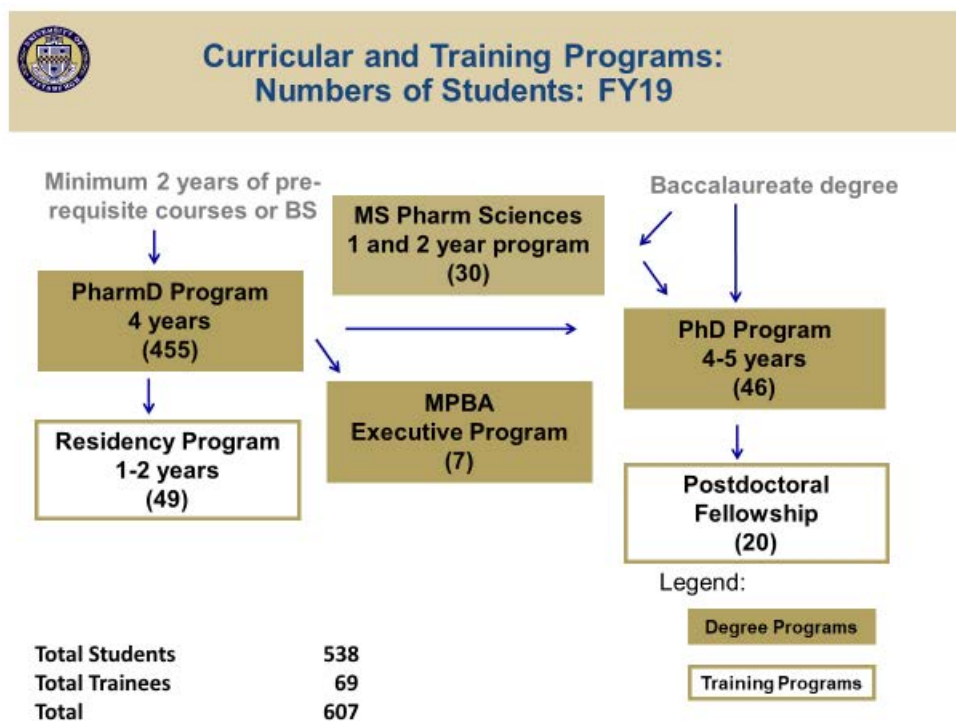 UNIVERSITY OF
PITTSBURGH
Curricular and Training Programs:
Numbers of Students: FY19
Minimum 2 years of pre-
requisite courses or BS
MS Pharm Sciences
1 and 2 year program
(30)
Baccalaureate degree
PharmD Program
4 years
(455)
PhD Program
4-5 years
(46)
MPBA
Executive Program
(7)
Residency Program
1-2 years
(49)
Postdoctoral
Fellowship
(20)
Legend:
Degree Programs
Training Programs
Total Students 538
Total Trainees 69
Total 607